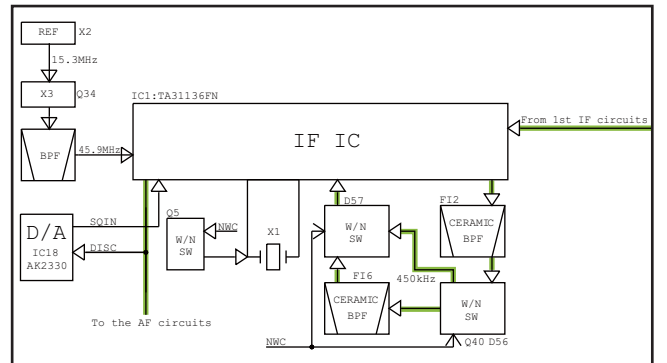 REF X2
15.3MHz
X3 Q34
BPF
45.9MHz
IC1:TA31136FN
IF IC
From 1st IF circuits
D/A
IC18
AK2330
SQIN
DISC
Q5
W/N
SW
NWC
X1
D57
W/N
SW
FI2
CERAMIC
BPF
FI6
CERAMIC
BPF
450kHz
W/N
SW
Q40 D56
NWC
To the AF circuits